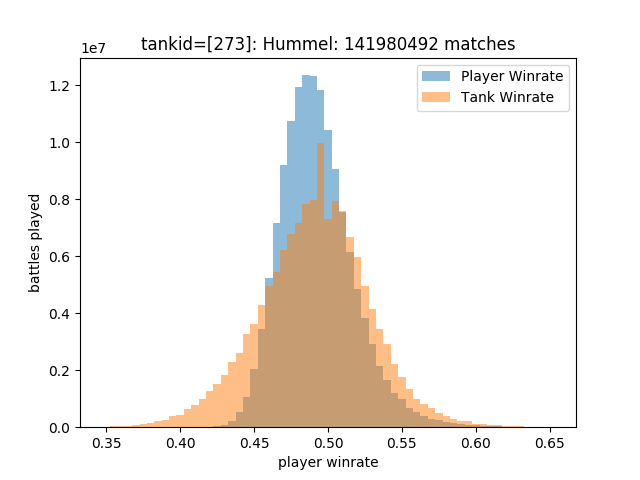 tankid=[273]: Hummel: 141980492 matches
1e7
Player Winrate
Tank Winrate
1.2
1.0
0.8
0.6
0.4
0.2
0.0
battles played
0.35 0.40 0.45 0.50 0.55 0.60 0.65
player winrate